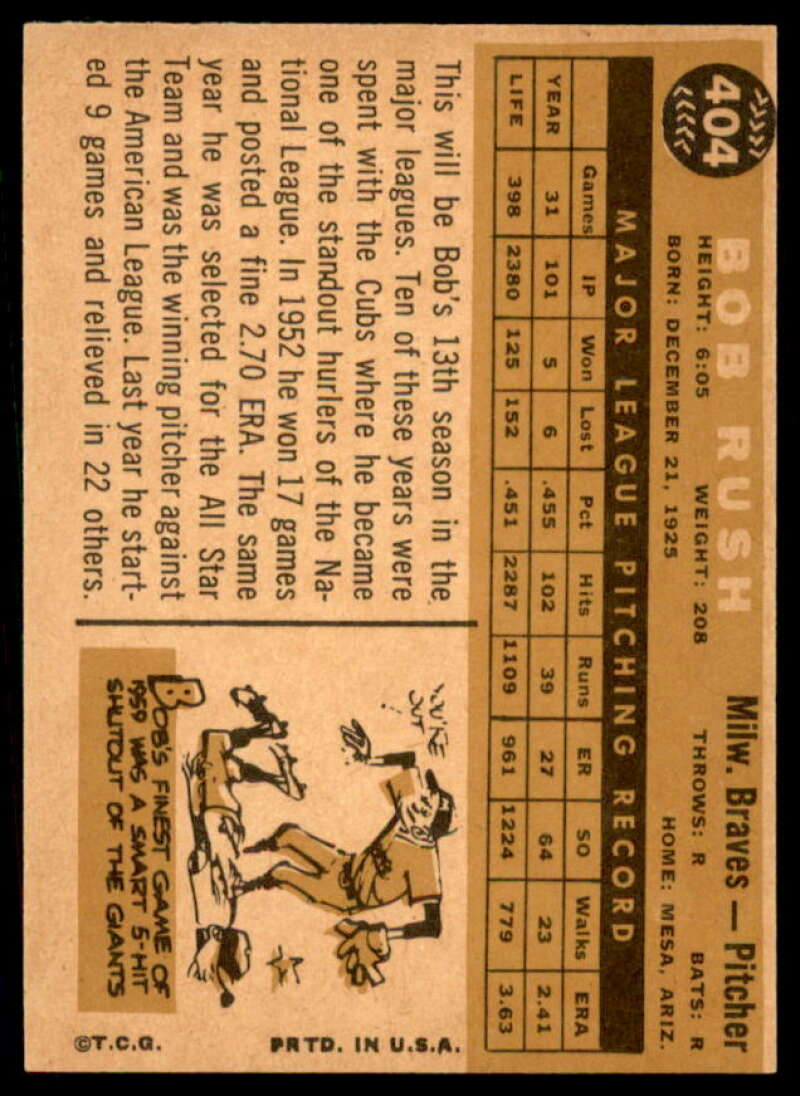 404
BOB RUSH
Milw. Braves — Pitcher
HEIGHT: 6:05 WEIGHT: 208 THROWS: R BATS: R
BORN: DECEMBER 21, 1925 HOME: MESA, ARIZ.
MAJOR LEAGUE PITCHING RECORD
Games IP Won Lost Pct Hits Runs ER SO Walks ERA
YEAR 31 101 5 6 .455 102 39 27 64 23 2.41
LIFE 398 2380 125 152 .451 2287 1109 961 1224 779 3.63
This will be Bob's 13th season in the
major leagues. Ten of these years were
spent with the Cubs where he became
one of the standout hurlers of the Na-
tional League. In 1952 he won 17 games
and posted a fine 2.70 ERA. The same
year he was selected for the All Star
Team and was the winning pitcher against
the American League. Last year he start-
ed 9 games and relieved in 22 others.
YOU'RE
OUT!
BOB'S FINEST GAME OF
1959 WAS A SMART 5-HIT
SHUTOUT OF THE GIANTS
©T.C.G. PRTD. IN U.S.A.